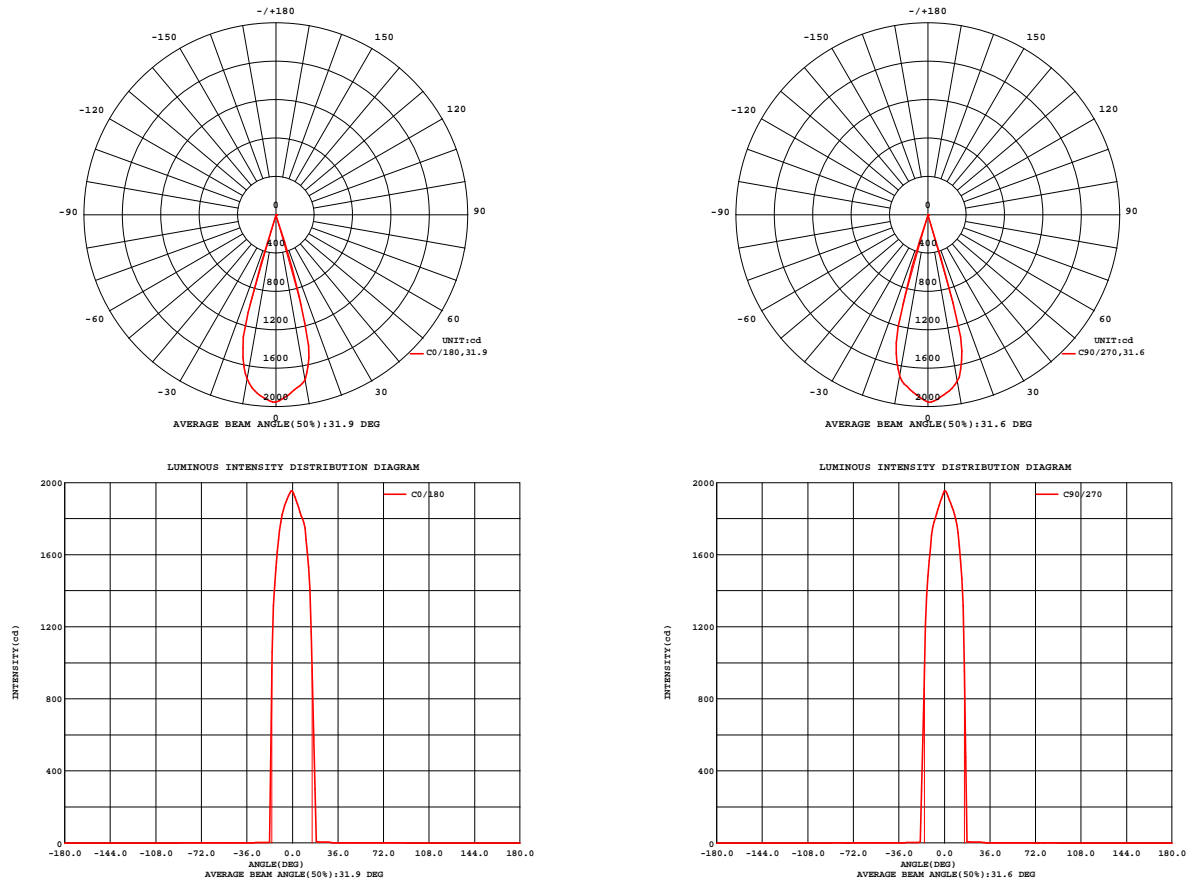 -/+180
-150 150
-120 120
-90 90
-60 60
-30 30
0
400
800
1200
1600
2000
0
UNIT:cd
C0/180,31.9
AVERAGE BEAM ANGLE(50%):31.9 DEG
-/+180
-150 150
-120 120
-90 90
-60 60
-30 30
0
400
800
1200
1600
2000
0
UNIT:cd
C90/270,31.6
AVERAGE BEAM ANGLE(50%):31.6 DEG
LUMINOUS INTENSITY DISTRIBUTION DIAGRAM
C0/180
2000
1600
1200
800
400
0
INTENSITY(cd)
-180.0 -144.0 -108.0 -72.0 -36.0 0.0 36.0 72.0 108.0 144.0 180.0
ANGLE(DEG)
AVERAGE BEAM ANGLE(50%):31.9 DEG
LUMINOUS INTENSITY DISTRIBUTION DIAGRAM
C90/270
2000
1600
1200
800
400
0
INTENSITY(cd)
-180.0 -144.0 -108.0 -72.0 -36.0 0.0 36.0 72.0 108.0 144.0 180.0
ANGLE(DEG)
AVERAGE BEAM ANGLE(50%):31.6 DEG